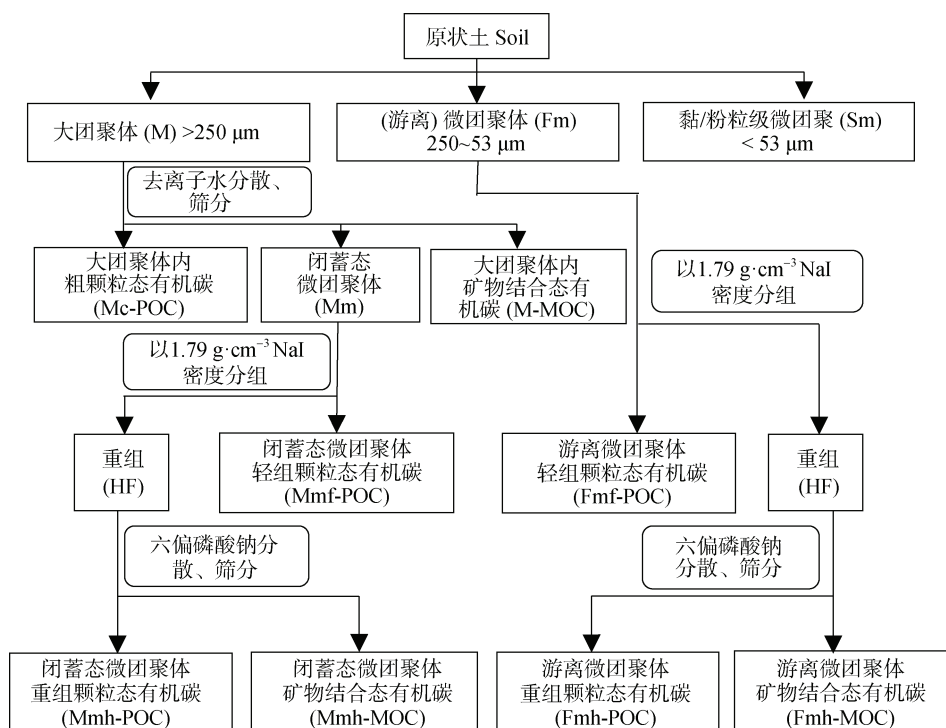 原状土 Soil
大团聚体 (M) >250 μm
(游离) 微团聚体 (Fm)
250~53 μm
黏/粉粒级微团聚 (Sm)
< 53 μm
去离子水分散、
筛分
大团聚体内
粗颗粒态有机碳
(Mc-POC)
闭蓄态
微团聚体
(Mm)
大团聚体内
矿物结合态有
机碳 (M-MOC)
以1.79 g·cm⁻³ NaI
密度分组
以1.79 g·cm⁻³ NaI
密度分组
重组
(HF)
闭蓄态微团聚体
轻组颗粒态有机碳
(Mmf-POC)
游离微团聚体
轻组颗粒态有机碳
(Fmf-POC)
重组
(HF)
六偏磷酸钠分
散、筛分
六偏磷酸钠
分散、筛分
闭蓄态微团聚体
重组颗粒态有机碳
(Mmh-POC)
闭蓄态微团聚体
矿物结合态有机碳
(Mmh-MOC)
游离微团聚体
重组颗粒态有机碳
(Fmh-POC)
游离微团聚体
矿物结合态有机碳
(Fmh-MOC)